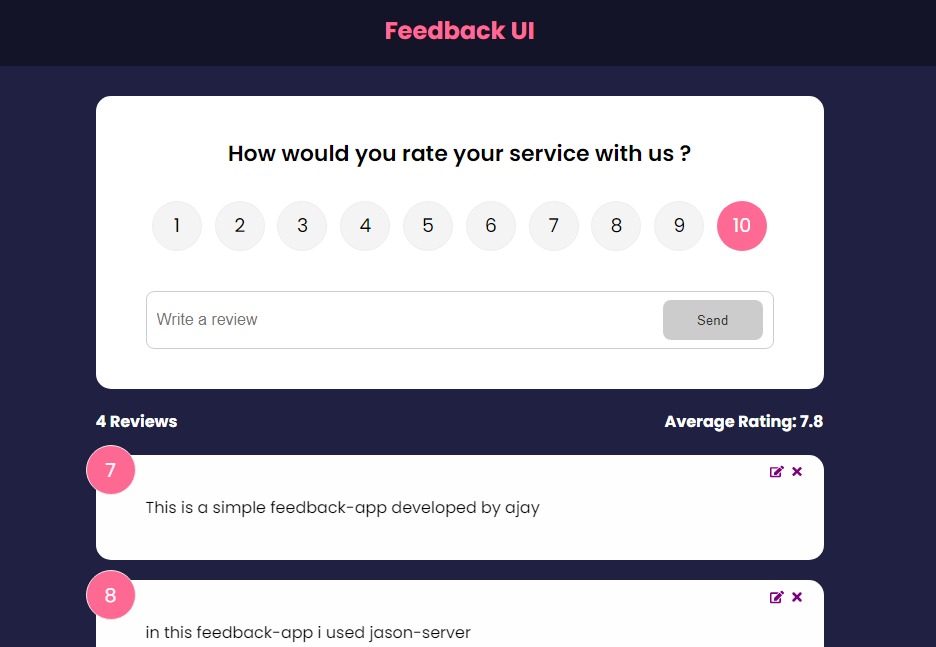 Feedback UI
How would you rate your service with us ?
1 2 3 4 5 6 7 8 9 10
Write a review Send
4 Reviews Average Rating: 7.8
7
This is a simple feedback-app developed by ajay
8
in this feedback-app i used jason-server